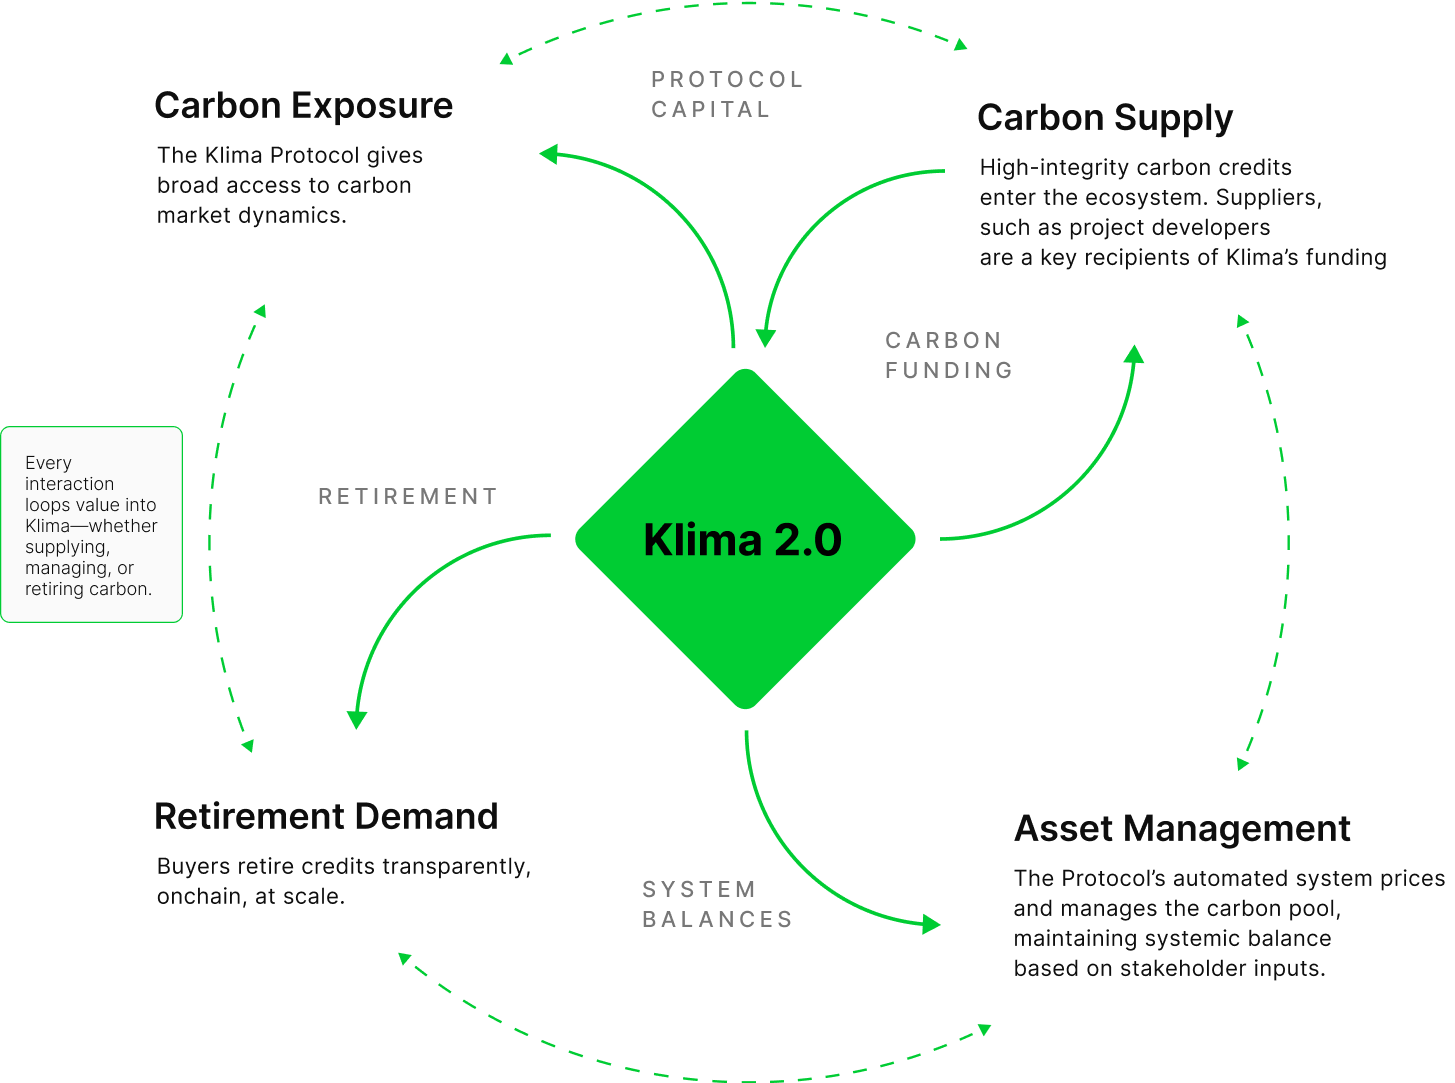 PROTOCOL
CAPITAL
Carbon Exposure
The Klima Protocol gives
broad access to carbon
market dynamics.
Carbon Supply
High-integrity carbon credits
enter the ecosystem. Suppliers,
such as project developers
are a key recipients of Klima’s funding
CARBON
FUNDING
Every
interaction
loops value into
Klima—whether
supplying,
managing, or
retiring carbon.
RETIREMENT
Klima 2.0
Retirement Demand
Buyers retire credits transparently,
onchain, at scale.
SYSTEM
BALANCES
Asset Management
The Protocol’s automated system prices
and manages the carbon pool,
maintaining systemic balance
based on stakeholder inputs.